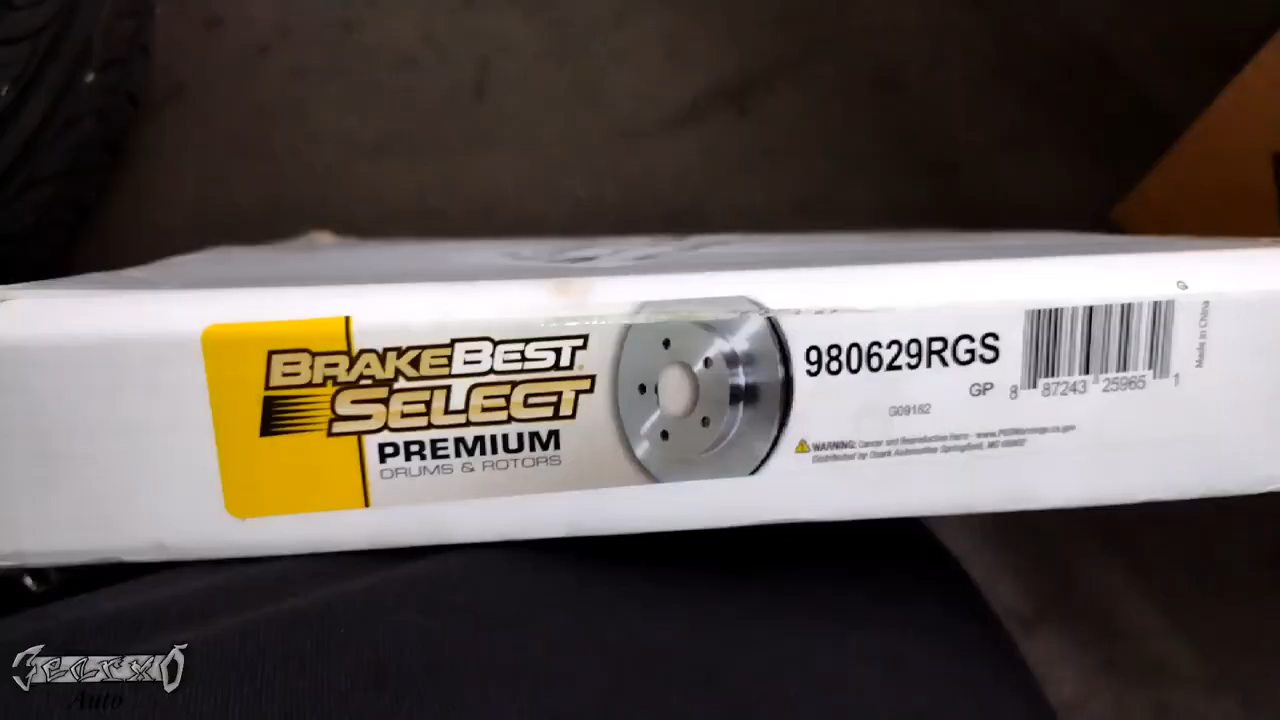 BRAKEBEST
SELECT
PREMIUM
DRUMS & ROTORS
980629RGS
GP
8 87243 25965 1
G09182
WARNING: Cancer and Reproductive Harm - www.P65Warnings.ca.gov
Distributed by Ozark Automotive Springfield, MO 65802
G
Made in China
Auto